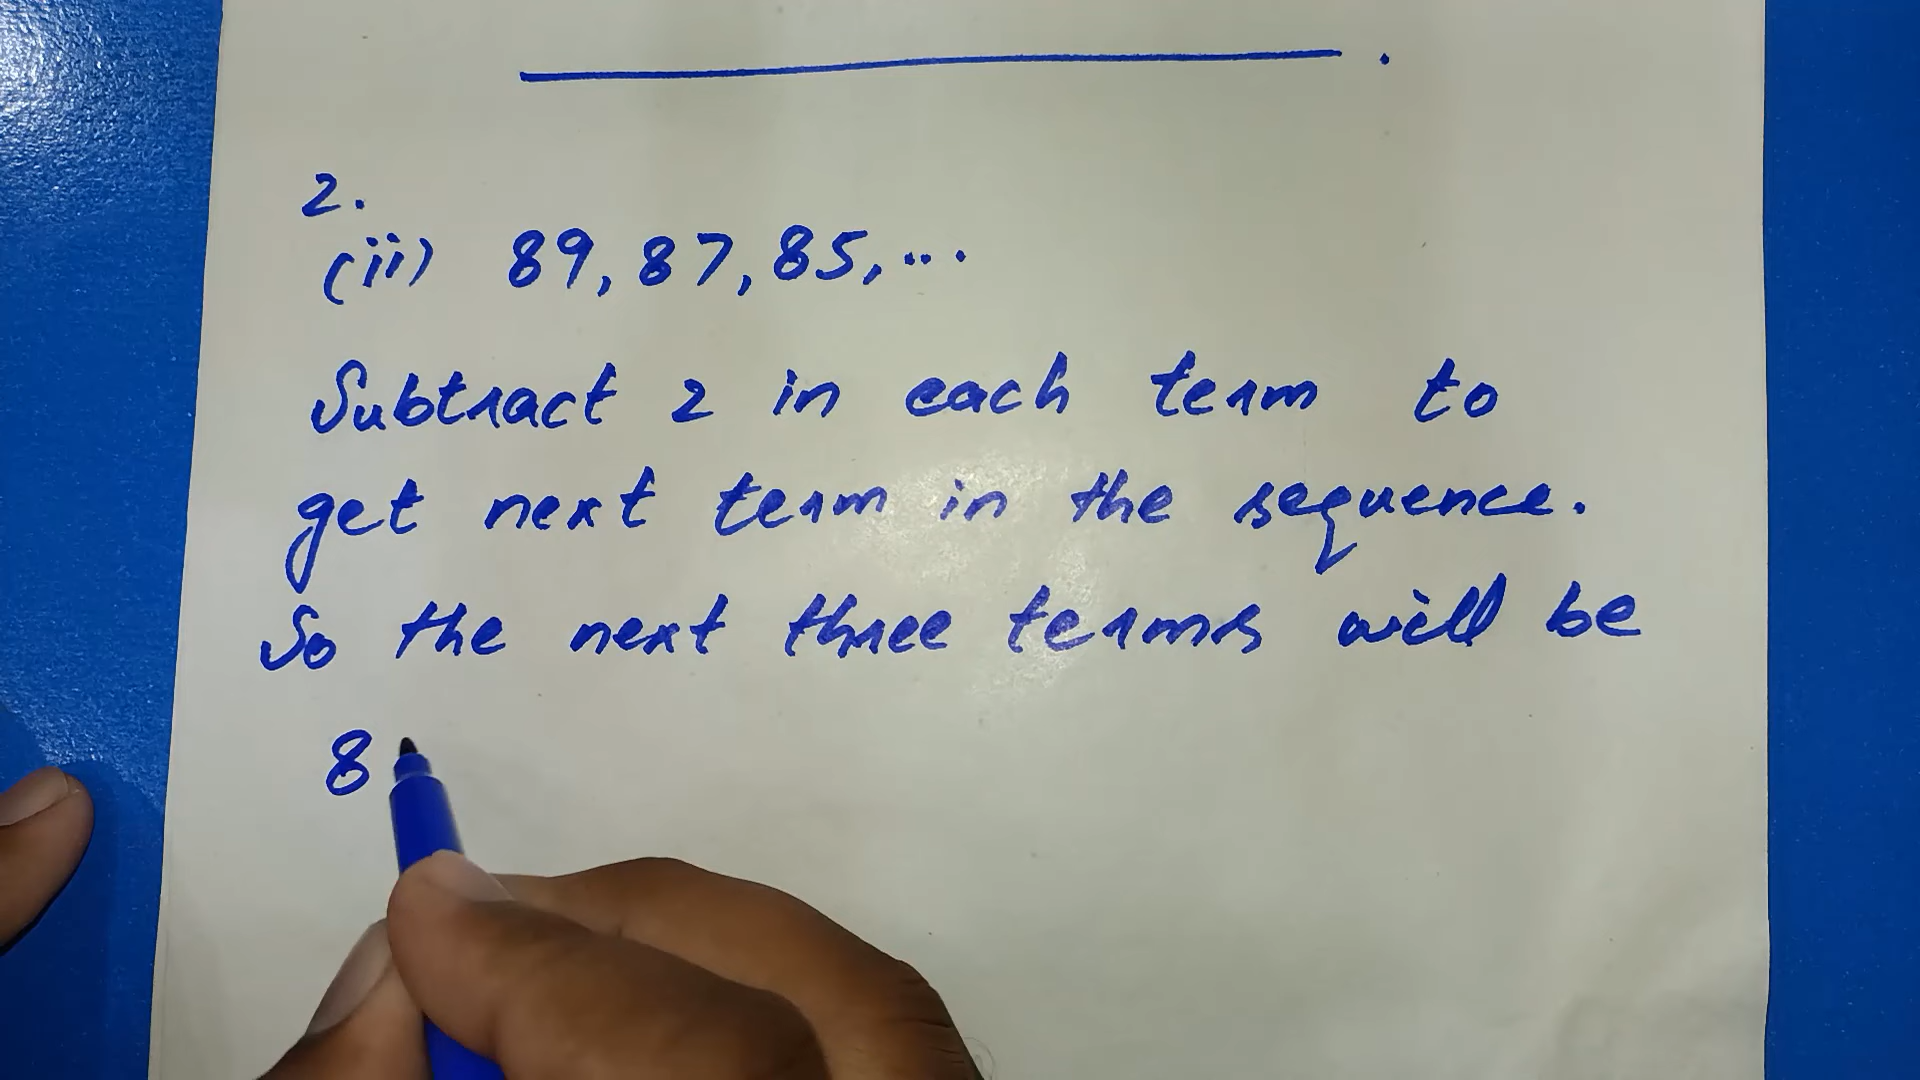 2.
(ii) 89, 87, 85, ...
Subtract 2 in each term to
get next term in the sequence.
So the next three terms will be
8